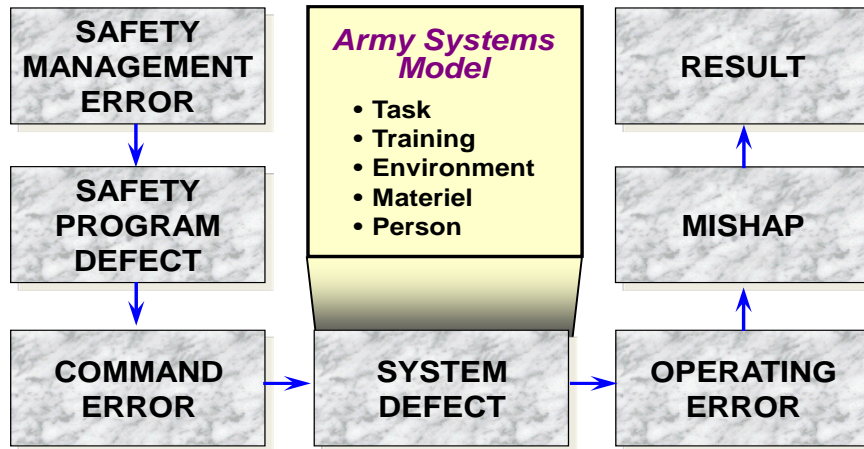 SAFETY
MANAGEMENT
ERROR
SAFETY
PROGRAM
DEFECT
COMMAND
ERROR
Army Systems
Model
• Task
• Training
• Environment
• Materiel
• Person
SYSTEM
DEFECT
OPERATING
ERROR
MISHAP
RESULT